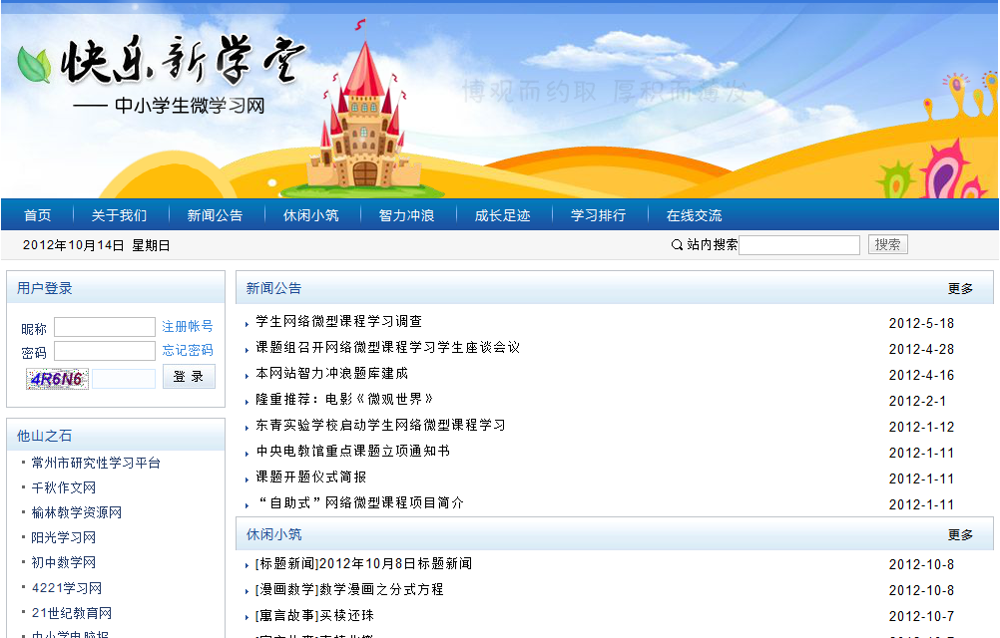 快乐新学堂
—— 中小学生微学习网
博观而约取 厚积而薄发
首页 关于我们 新闻公告 休闲小筑 智力冲浪 成长足迹 学习排行 在线交流
2012年10月14日 星期日
站内搜索 搜索
用户登录
昵称 注册帐号
密码 忘记密码
4R6N6 登 录
他山之石
常州市研究性学习平台
千秋作文网
榆林教学资源网
阳光学习网
初中数学网
4221学习网
21世纪教育网
中小学电脑报
新闻公告 更多
学生网络微型课程学习调查 2012-5-18
课题组召开网络微型课程学习学生座谈会议 2012-4-28
本网站智力冲浪题库建成 2012-4-16
隆重推荐：电影《微观世界》 2012-2-1
东青实验学校启动学生网络微型课程学习 2012-1-12
中央电教馆重点课题立项通知书 2012-1-11
课题开题仪式简报 2012-1-11
“自助式”网络微型课程项目简介 2012-1-11
休闲小筑 更多
[标题新闻]2012年10月8日标题新闻 2012-10-8
[漫画数学]数学漫画之分式方程 2012-10-8
[寓言故事]买椟还珠 2012-10-7